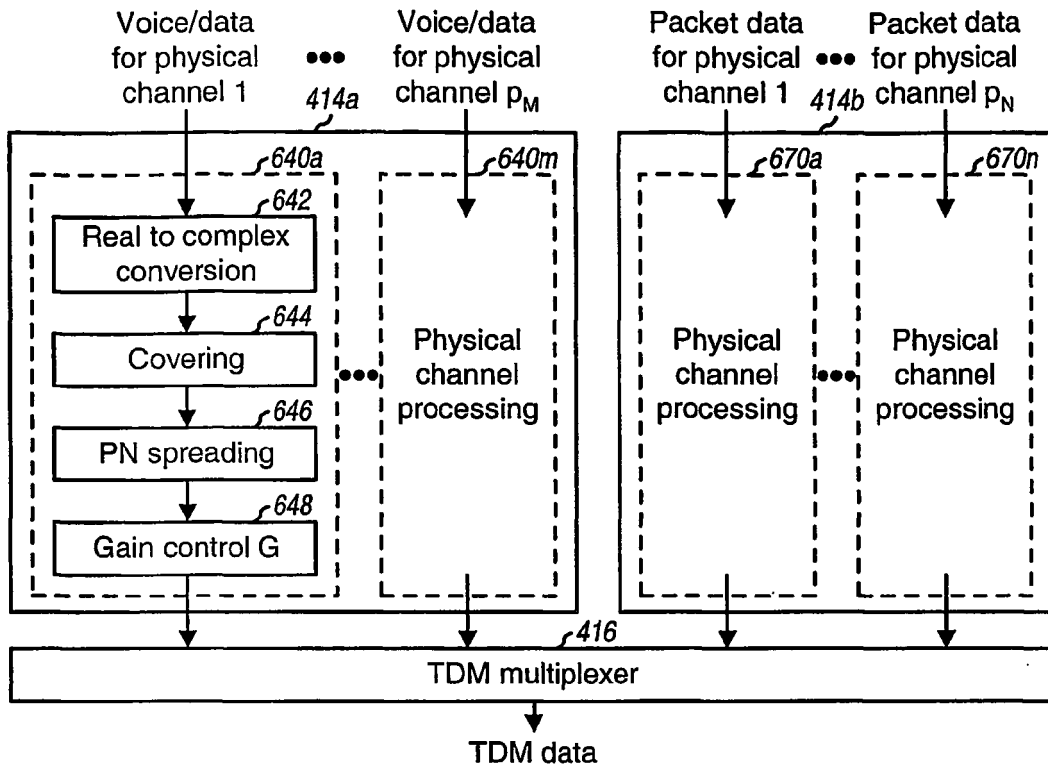 Voice/data
for physical
channel 1
Voice/data
for physical
channel pM
Packet data
for physical
channel 1
Packet data
for physical
channel pN
414a
414b
640a
640m
670a
670n
642
Real to complex
conversion
644
Covering
646
PN spreading
648
Gain control G
Physical
channel
processing
Physical
channel
processing
Physical
channel
processing
416
TDM multiplexer
TDM data